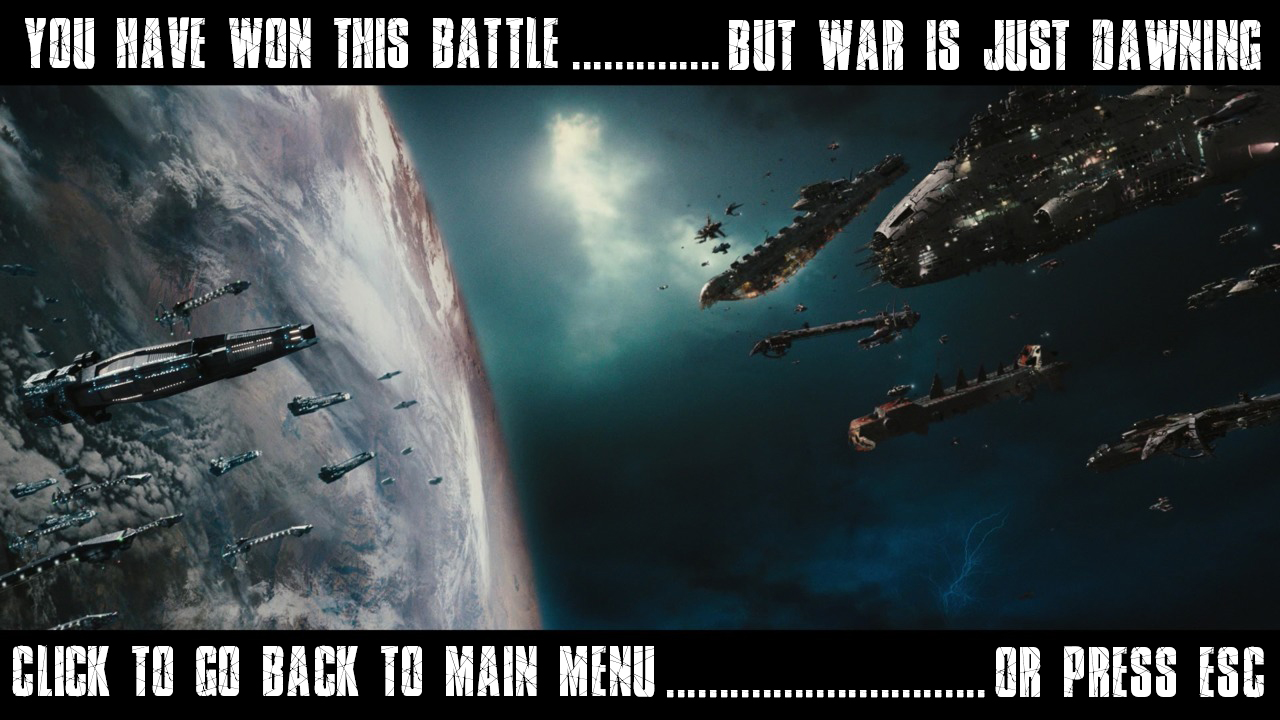 YOU HAVE WON THIS BATTLE..............BUT WAR IS JUST DAWNING
CLICK TO GO BACK TO MAIN MENU..............................OR PRESS ESC